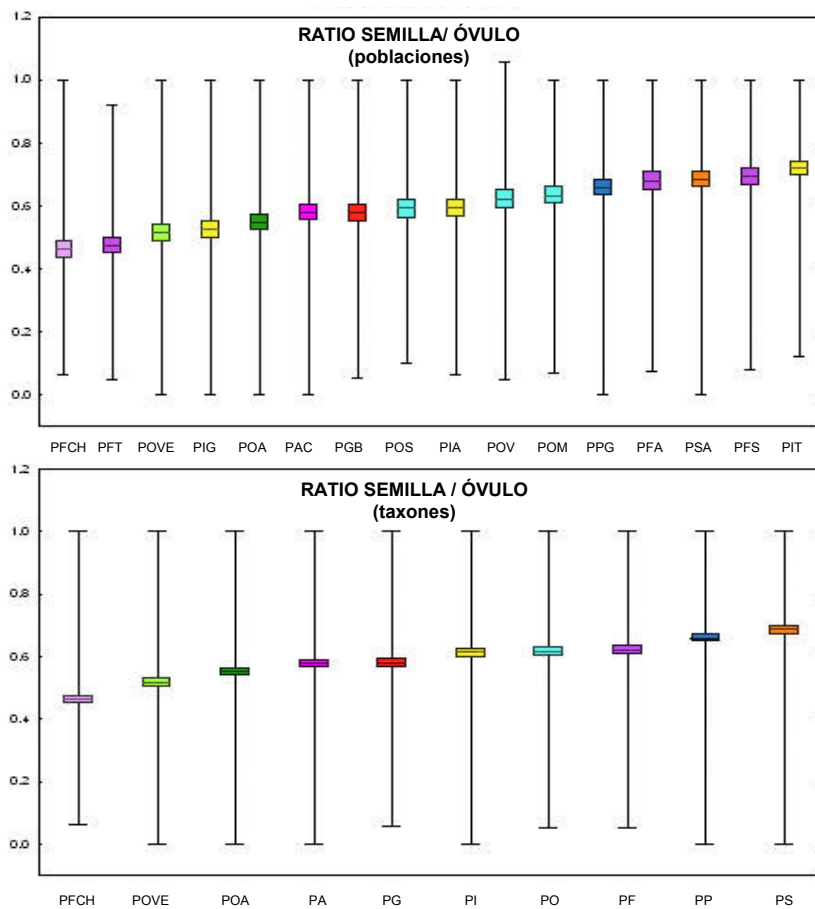 RATIO SEMILLA/ ÓVULO
(poblaciones)
1.2
1.0
0.8
0.6
0.4
0.2
0.0
PFCH PFT POVE PIG POA PAC PGB POS PIA POV POM PPG PFA PSA PFS PIT
RATIO SEMILLA / ÓVULO
(taxones)
1.2
1.0
0.8
0.6
0.4
0.2
0.0
PFCH POVE POA PA PG PI PO PF PP PS